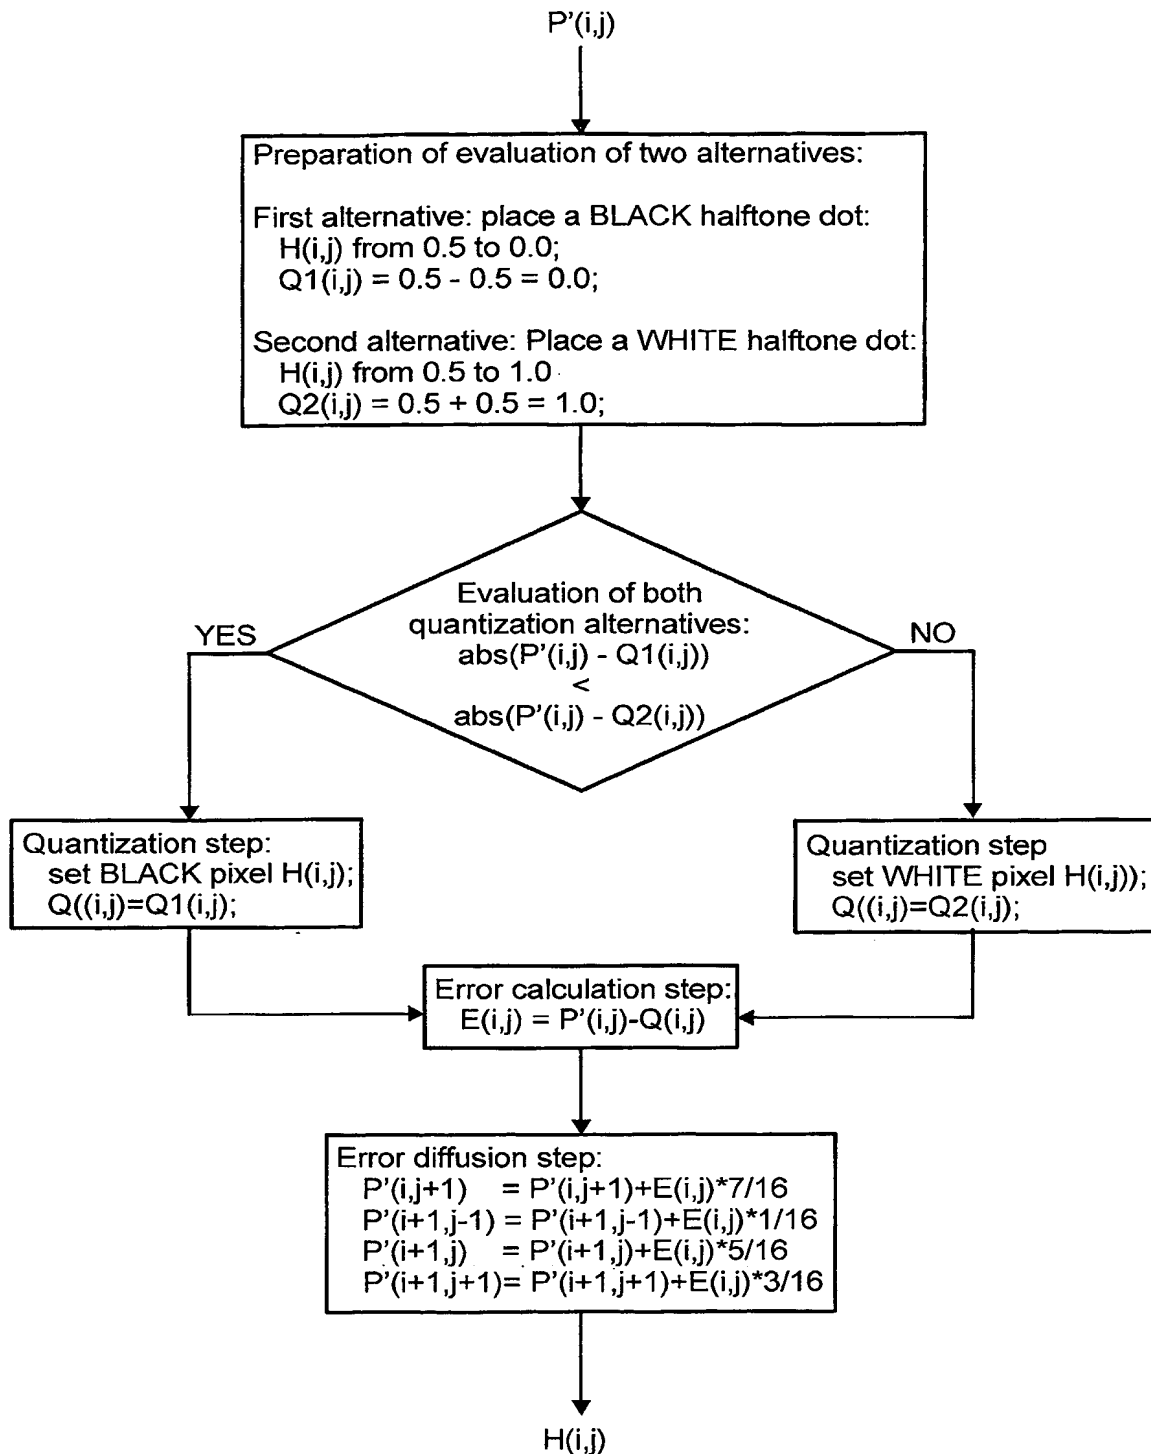 P'(i,j)
Preparation of evaluation of two alternatives:
First alternative: place a BLACK halftone dot:
H(i,j) from 0.5 to 0.0;
Q1(i,j) = 0.5 - 0.5 = 0.0;
Second alternative: Place a WHITE halftone dot:
H(i,j) from 0.5 to 1.0
Q2(i,j) = 0.5 + 0.5 = 1.0;
Evaluation of both
quantization alternatives:
abs(P'(i,j) - Q1(i,j))
<
abs(P'(i,j) - Q2(i,j))
YES
NO
Quantization step:
set BLACK pixel H(i,j);
Q((i,j)=Q1(i,j);
Quantization step
set WHITE pixel H(i,j));
Q((i,j)=Q2(i,j);
Error calculation step:
E(i,j) = P'(i,j)-Q(i,j)
Error diffusion step:
P'(i,j+1) = P'(i,j+1)+E(i,j)*7/16
P'(i+1,j-1) = P'(i+1,j-1)+E(i,j)*1/16
P'(i+1,j) = P'(i+1,j)+E(i,j)*5/16
P'(i+1,j+1)= P'(i+1,j+1)+E(i,j)*3/16
H(i,j)